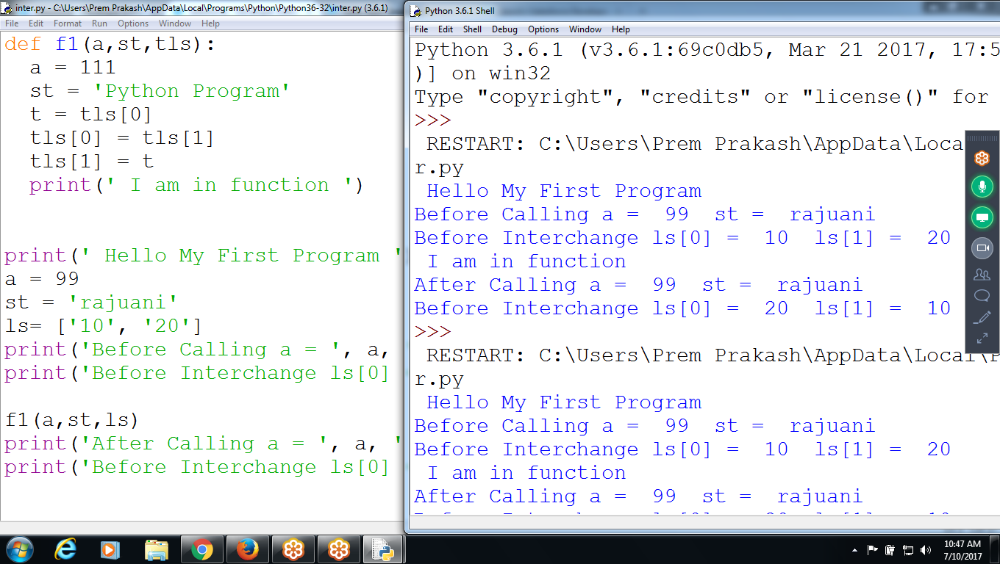 inter.py - C:\Users\Prem Prakash\AppData\Local\Programs\Python\Python36-32\inter.py (3.6.1)
File Edit Format Run Options Window Help
def f1(a,st,tls):
a = 111
st = 'Python Program'
t = tls[0]
tls[0] = tls[1]
tls[1] = t
print(' I am in function ')
print(' Hello My First Program '
a = 99
st = 'rajuani'
ls= ['10', '20']
print('Before Calling a = ', a,
print('Before Interchange ls[0]
f1(a,st,ls)
print('After Calling a = ', a, '
print('Before Interchange ls[0]
Python 3.6.1 Shell
File Edit Shell Debug Options Window Help
Python 3.6.1 (v3.6.1:69c0db5, Mar 21 2017, 17:5
)] on win32
Type "copyright", "credits" or "license()" for
>>>
RESTART: C:\Users\Prem Prakash\AppData\Loca
r.py
Hello My First Program
Before Calling a = 99 st = rajuani
Before Interchange ls[0] = 10 ls[1] = 20
I am in function
After Calling a = 99 st = rajuani
Before Interchange ls[0] = 20 ls[1] = 10
>>>
RESTART: C:\Users\Prem Prakash\AppData\Local\P
r.py
Hello My First Program
Before Calling a = 99 st = rajuani
Before Interchange ls[0] = 10 ls[1] = 20
I am in function
After Calling a = 99 st = rajuani
10:47 AM
7/10/2017